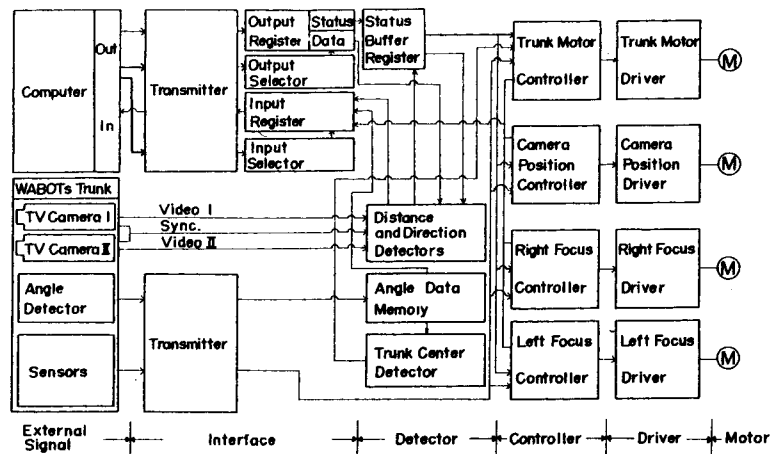 Computer
Out
In
Transmitter
Output
Register
Status
Data
Output
Selector
Input
Register
Input
Selector
Status
Buffer
Register
Trunk Motor
Controller
Trunk Motor
Driver
M
Camera
Position
Controller
Camera
Position
Driver
M
WABOTs Trunk
TV Camera I
TV Camera II
Video I
Sync.
Video II
Distance
and Direction
Detectors
Right Focus
Controller
Right Focus
Driver
M
Angle
Detector
Sensors
Transmitter
Angle Data
Memory
Trunk Center
Detector
Left Focus
Controller
Left Focus
Driver
M
External
Signal
Interface
Detector
Controller
Driver
Motor